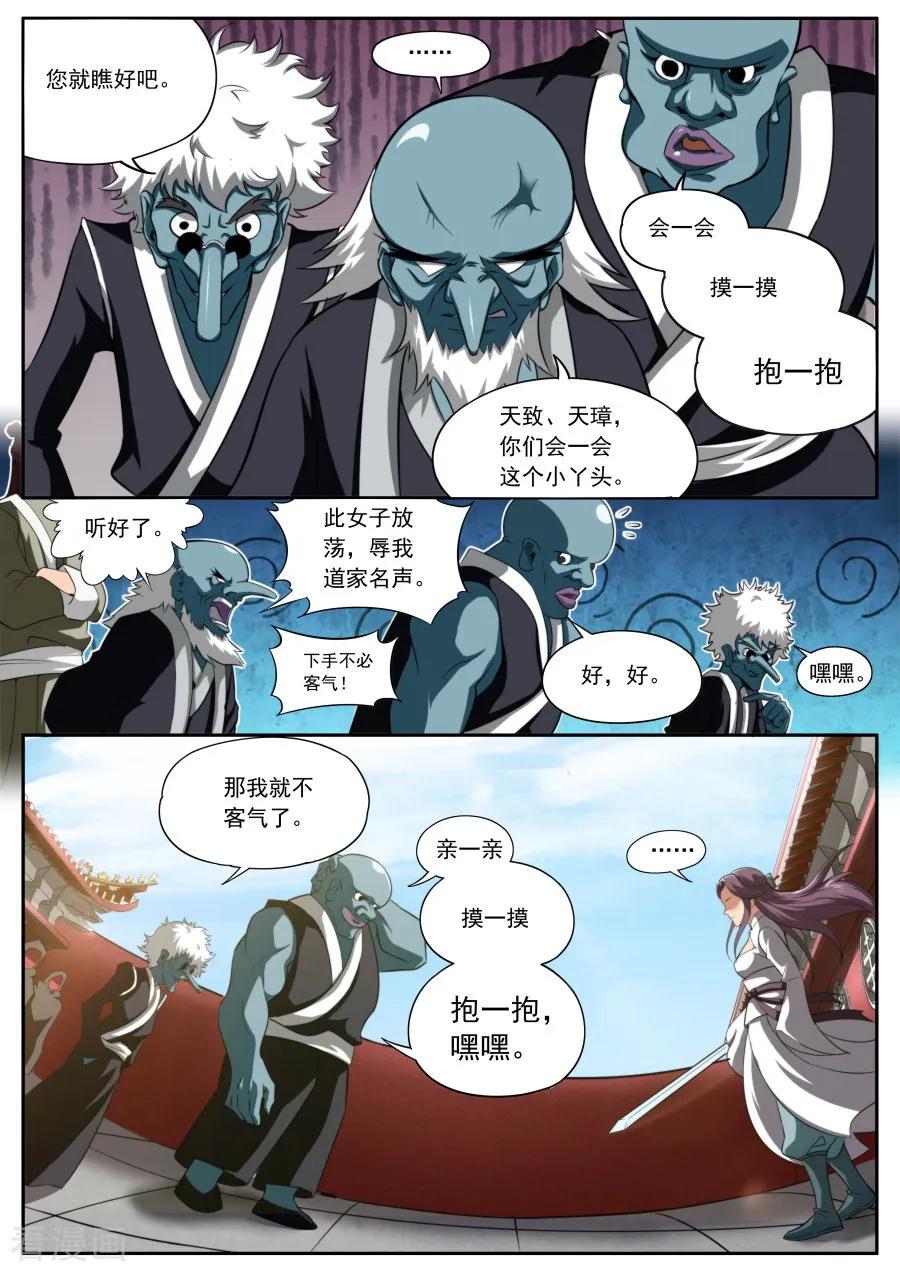 天致、天璋，
你们会一会
这个小丫头。
您就瞧好吧。
……
会一会
摸一摸
抱一抱
听好了。
此女子放
荡，辱我
道家名声。
下手不必
客气！
好，好。
嘿嘿。
那我就不
客气了。
亲一亲
摸一摸
抱一抱，
嘿嘿。
……
看漫画